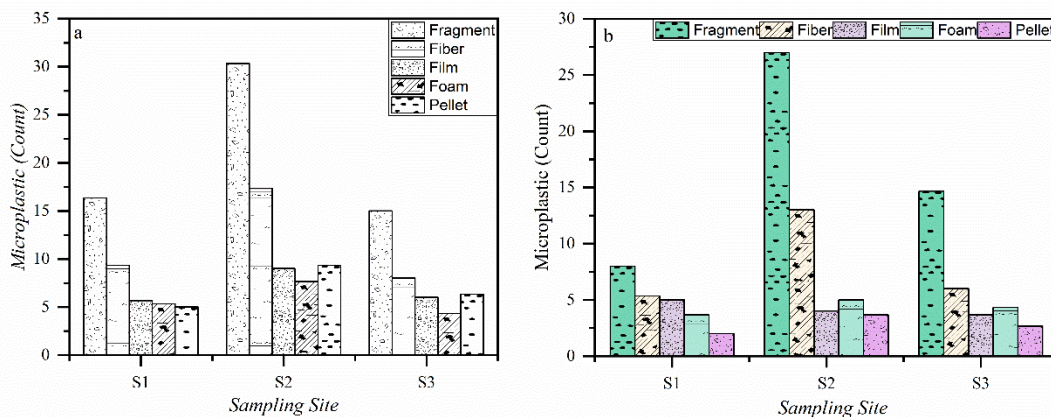 a
Fragment
Fiber
Film
Foam
Pellet
35
30
25
20
15
10
5
0
Microplastic (Count)
S1 S2 S3
Sampling Site
b
Fragment Fiber Film Foam Pellet
30
25
20
15
10
5
0
Microplastic (Count)
S1 S2 S3
Sampling Site